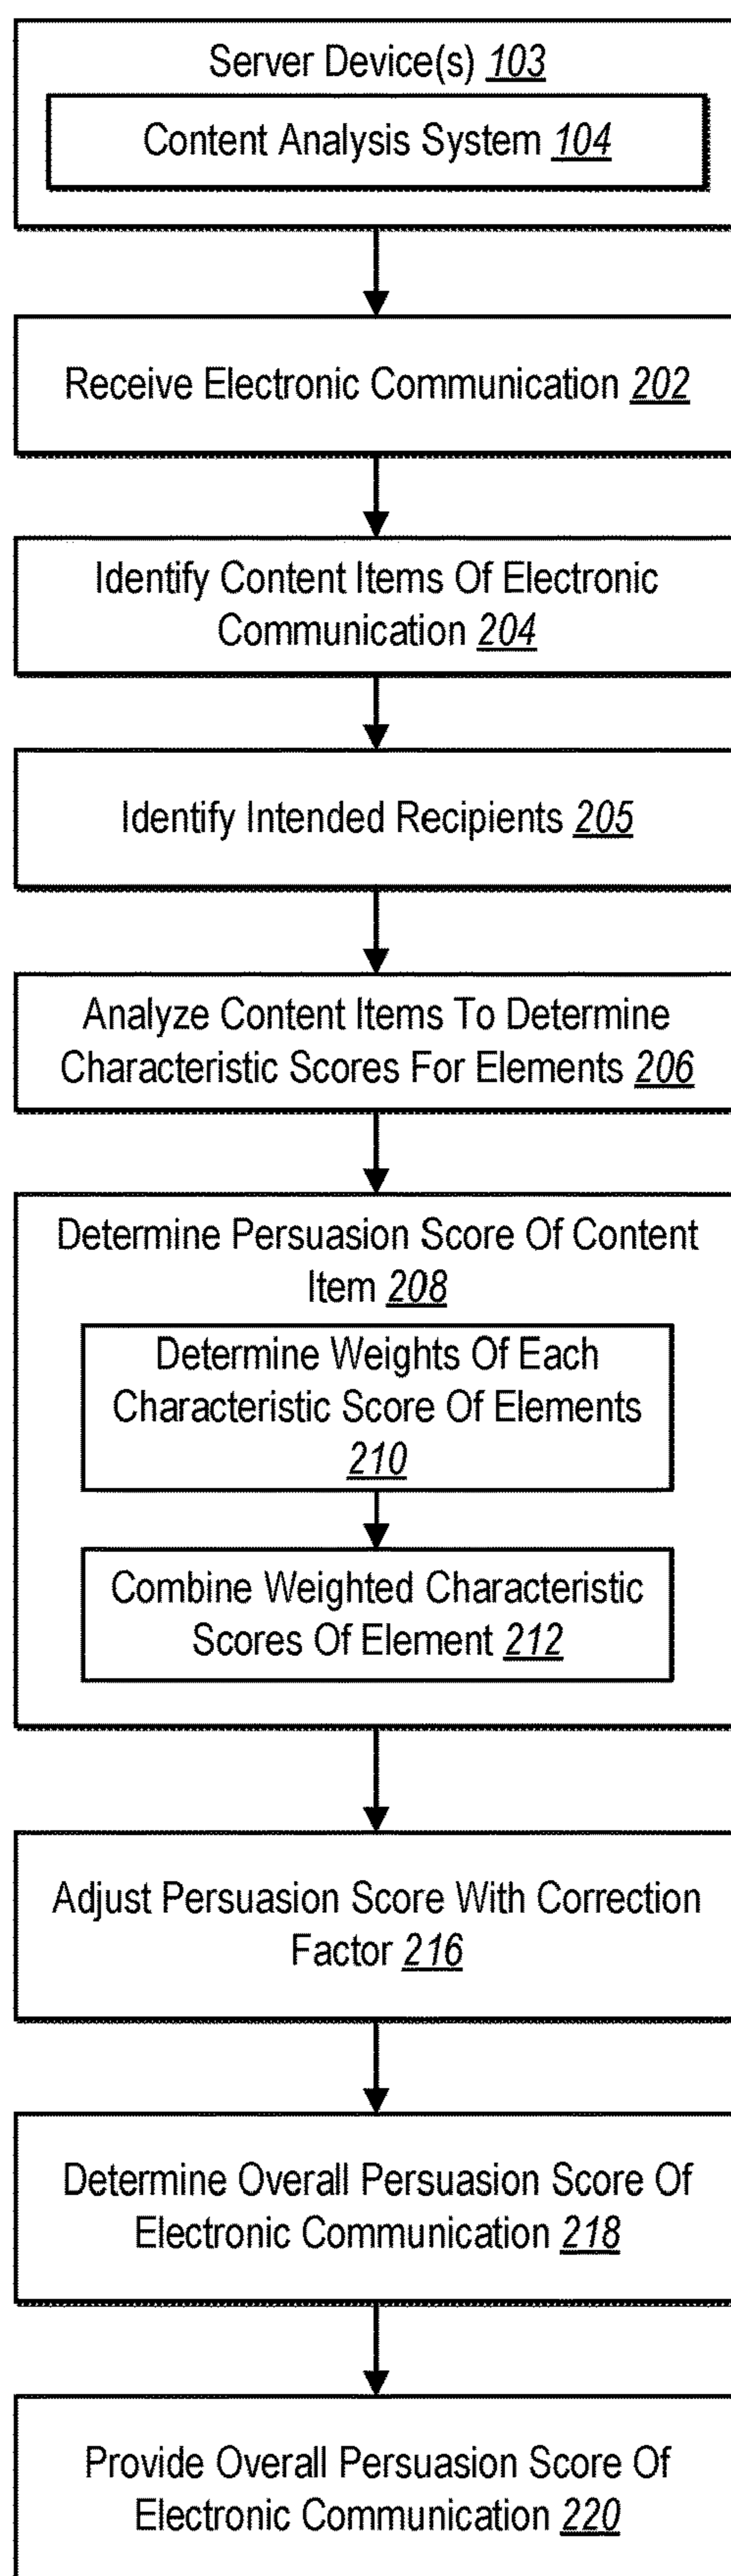 Server Device(s) 103
Content Analysis System 104
Receive Electronic Communication 202
Identify Content Items Of Electronic
Communication 204
Identify Intended Recipients 205
Analyze Content Items To Determine
Characteristic Scores For Elements 206
Determine Persuasion Score Of Content
Item 208
Determine Weights Of Each
Characteristic Score Of Elements
210
Combine Weighted Characteristic
Scores Of Element 212
Adjust Persuasion Score With Correction
Factor 216
Determine Overall Persuasion Score Of
Electronic Communication 218
Provide Overall Persuasion Score Of
Electronic Communication 220